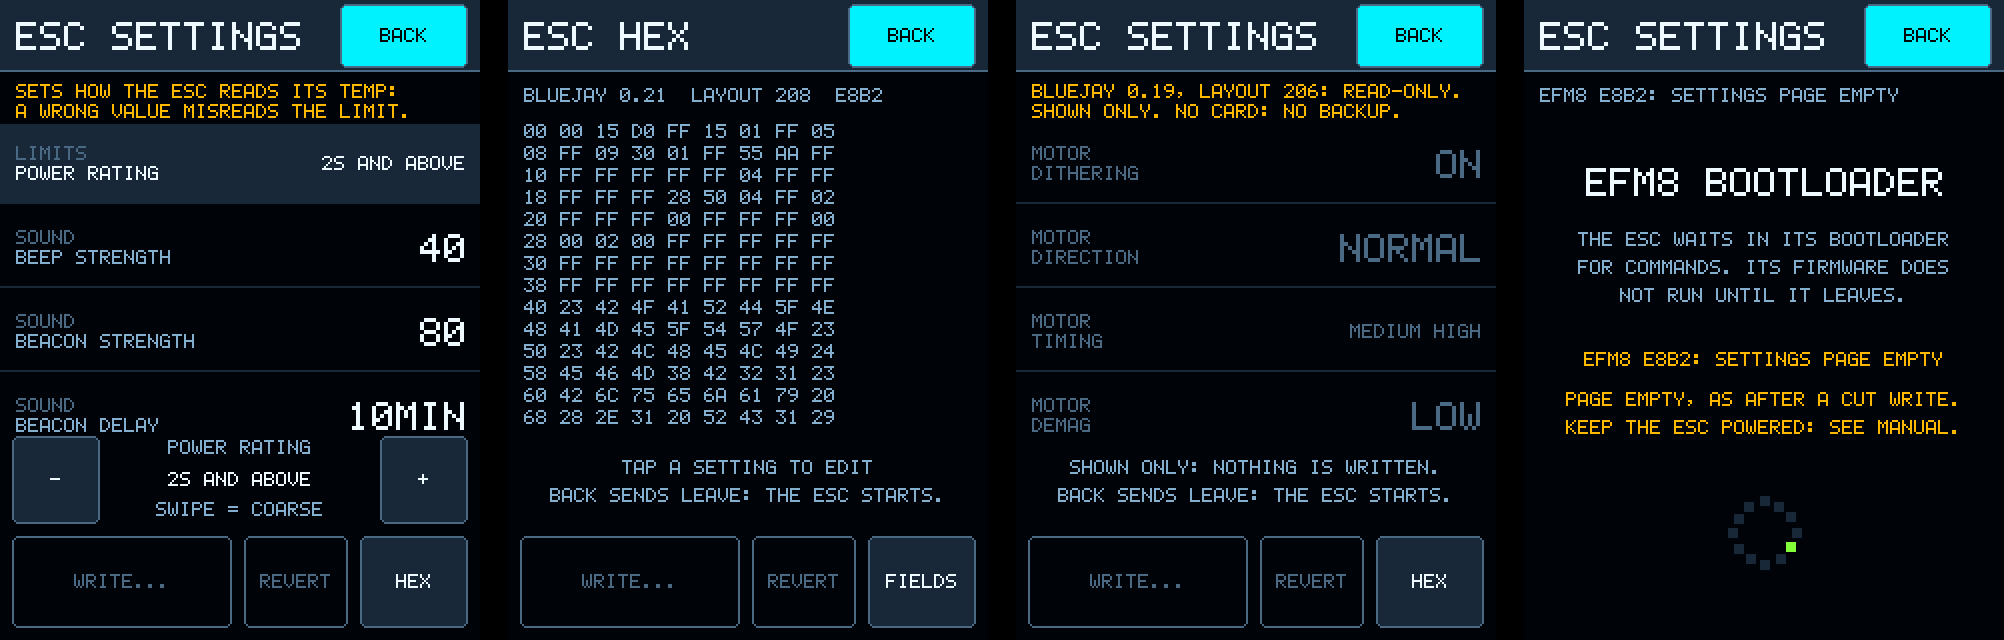 ESC SETTINGS
BACK
SETS HOW THE ESC READS ITS TEMP:
A WRONG VALUE MISREADS THE LIMIT.
LIMITS
POWER RATING
2S AND ABOVE
SOUND
BEEP STRENGTH
40
SOUND
BEACON STRENGTH
80
SOUND
BEACON DELAY
10MIN
-
POWER RATING
2S AND ABOVE
SWIPE = COARSE
+
WRITE...
REVERT
HEX
ESC HEX
BACK
BLUEJAY 0.21 LAYOUT 208 E8B2
00 00 15 D0 FF 15 01 FF 05
08 FF 09 30 01 FF 55 AA FF
10 FF FF FF FF FF 04 FF FF
18 FF FF FF 28 50 04 FF 02
20 FF FF FF 00 FF FF FF 00
28 00 02 00 FF FF FF FF FF
30 FF FF FF FF FF FF FF FF
38 FF FF FF FF FF FF FF FF
40 23 42 4F 41 52 44 5F 4E
48 41 4D 45 5F 54 57 4F 23
50 23 42 4C 48 45 4C 49 24
58 45 46 4D 38 42 32 31 23
60 42 6C 75 65 6A 61 79 20
68 28 2E 31 20 52 43 31 29
TAP A SETTING TO EDIT
BACK SENDS LEAVE: THE ESC STARTS.
WRITE...
REVERT
FIELDS
ESC SETTINGS
BACK
BLUEJAY 0.19, LAYOUT 206: READ-ONLY.
SHOWN ONLY. NO CARD: NO BACKUP.
MOTOR
DITHERING
ON
MOTOR
DIRECTION
NORMAL
MOTOR
TIMING
MEDIUM HIGH
MOTOR
DEMAG
LOW
SHOWN ONLY: NOTHING IS WRITTEN.
BACK SENDS LEAVE: THE ESC STARTS.
WRITE...
REVERT
HEX
ESC SETTINGS
BACK
EFM8 E8B2: SETTINGS PAGE EMPTY
EFM8 BOOTLOADER
THE ESC WAITS IN ITS BOOTLOADER
FOR COMMANDS. ITS FIRMWARE DOES
NOT RUN UNTIL IT LEAVES.
EFM8 E8B2: SETTINGS PAGE EMPTY
PAGE EMPTY, AS AFTER A CUT WRITE.
KEEP THE ESC POWERED: SEE MANUAL.